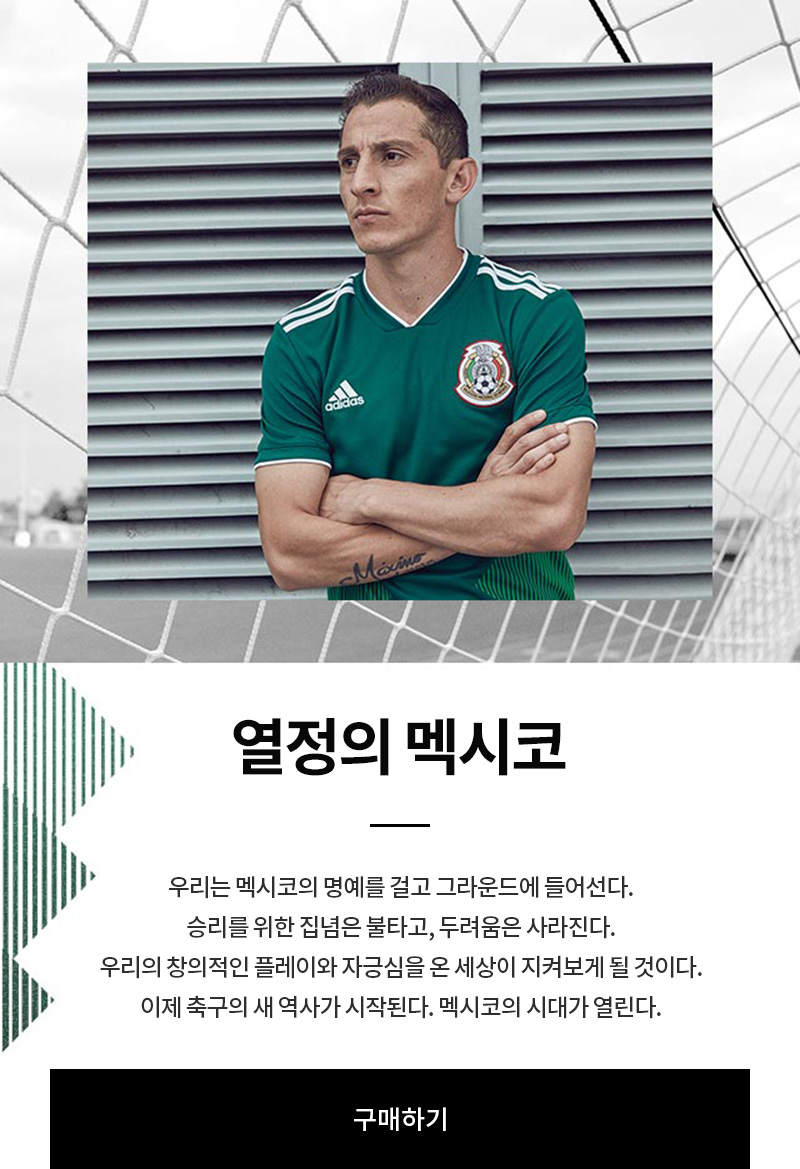 adidas
Máximo
열정의 멕시코
우리는 멕시코의 명예를 걸고 그라운드에 들어선다.
승리를 위한 집념은 불타고, 두려움은 사라진다.
우리의 창의적인 플레이와 자긍심을 온 세상이 지켜보게 될 것이다.
이제 축구의 새 역사가 시작된다. 멕시코의 시대가 열린다.
구매하기